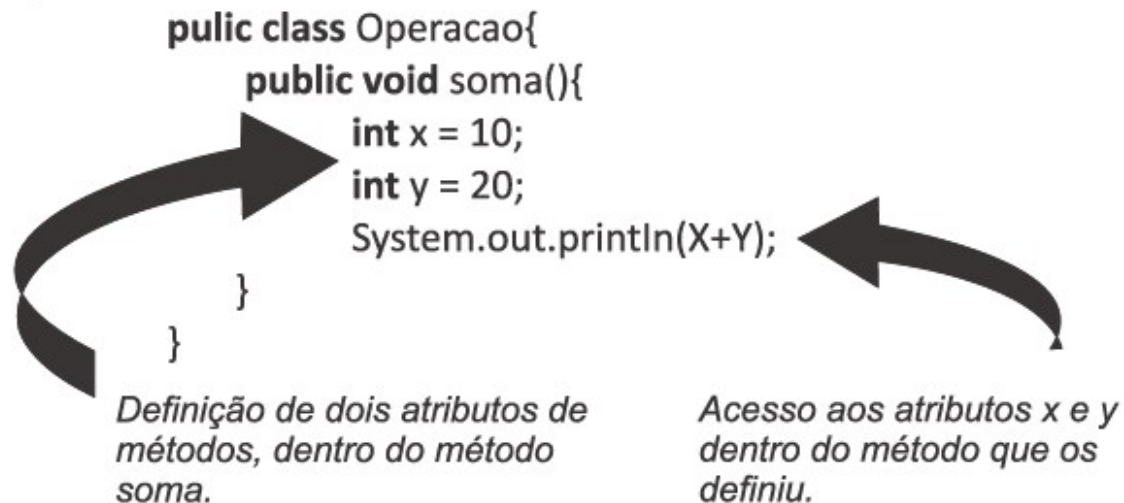 pulic class Operacao{
public void soma(){
int x = 10;
int y = 20;
System.out.println(X+Y);
}
}
Definição de dois atributos de
métodos, dentro do método
soma.
Acesso aos atributos x e y
dentro do método que os
definiu.